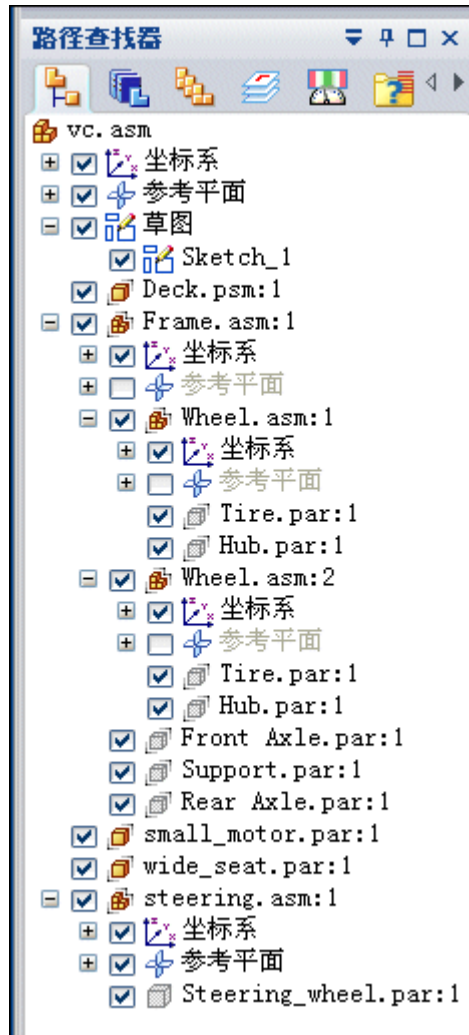 路径查找器
vc.asm
坐标系
参考平面
草图
Sketch_1
Deck.psm:1
Frame.asm:1
坐标系
参考平面
Wheel.asm:1
坐标系
参考平面
Tire.par:1
Hub.par:1
Wheel.asm:2
坐标系
参考平面
Tire.par:1
Hub.par:1
Front Axle.par:1
Support.par:1
Rear Axle.par:1
small_motor.par:1
wide_seat.par:1
steering.asm:1
坐标系
参考平面
Steering_wheel.par:1